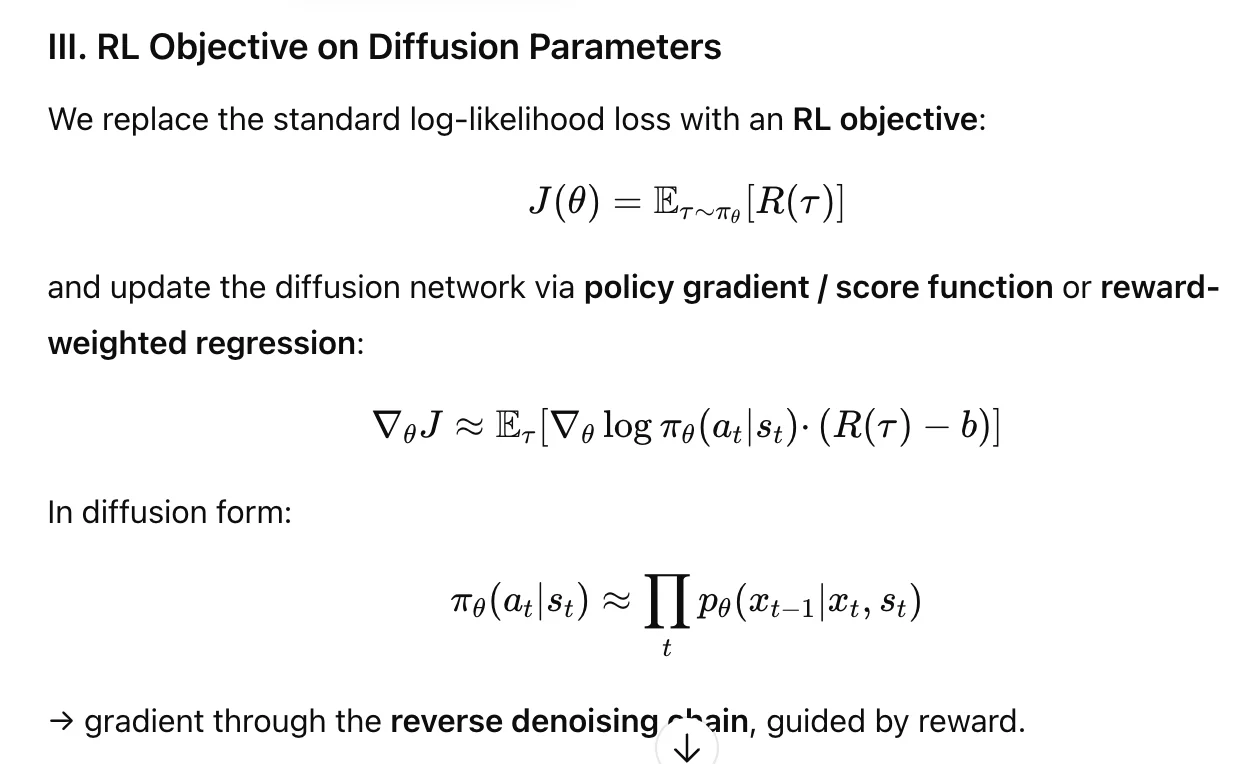 III. RL Objective on Diffusion Parameters
We replace the standard log-likelihood loss with an RL objective:
J(θ) = 𝔼_{τ∼π_θ}[R(τ)]
and update the diffusion network via policy gradient / score function or reward-
weighted regression:
∇_θJ ≈ 𝔼_τ[∇_θ log π_θ(a_t|s_t)· (R(τ) − b)]
In diffusion form:
π_θ(a_t|s_t) ≈ ∏_t p_θ(x_{t−1}|x_t, s_t)
→ gradient through the reverse denoising chain, guided by reward.